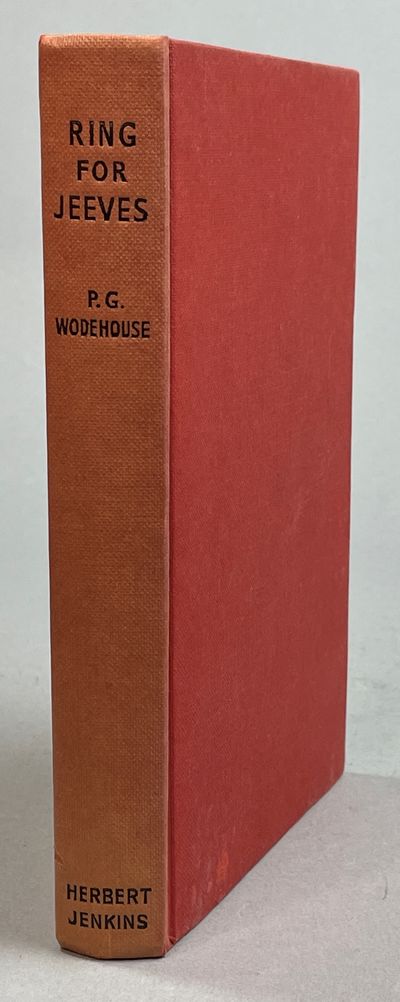 RING
FOR
JEEVES
P.G.
WODEHOUSE
HERBERT
JENKINS